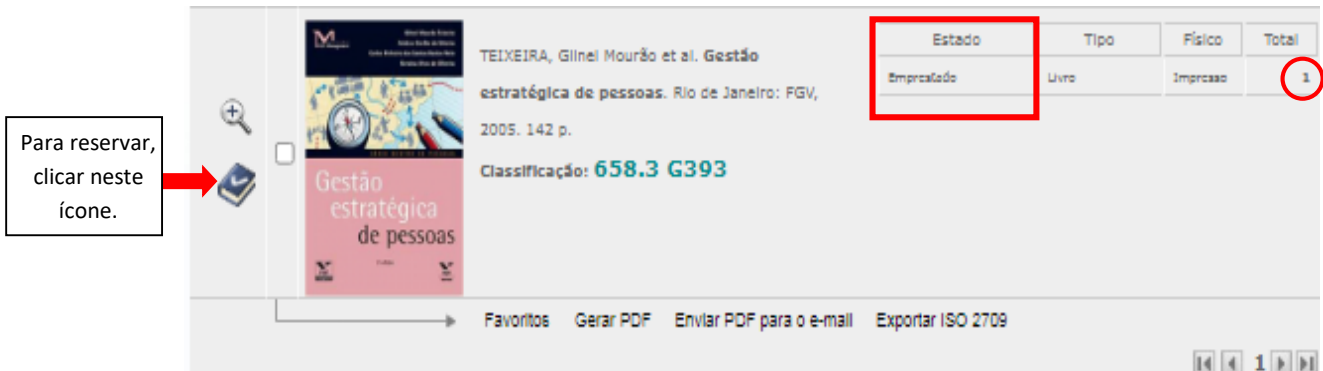 Para reservar,
clicar neste
ícone.
Gestão
estratégica
de pessoas
TEIXEIRA, Gilnei Mourão et al. Gestão
estratégica de pessoas. Rio de Janeiro: FGV,
2005. 142 p.
Classificação: 658.3 G393
Estado Tipo Físico Total
Emprestado Livro Impresso 1
Favoritos Gerar PDF Enviar PDF para o e-mail Exportar ISO 2709
1